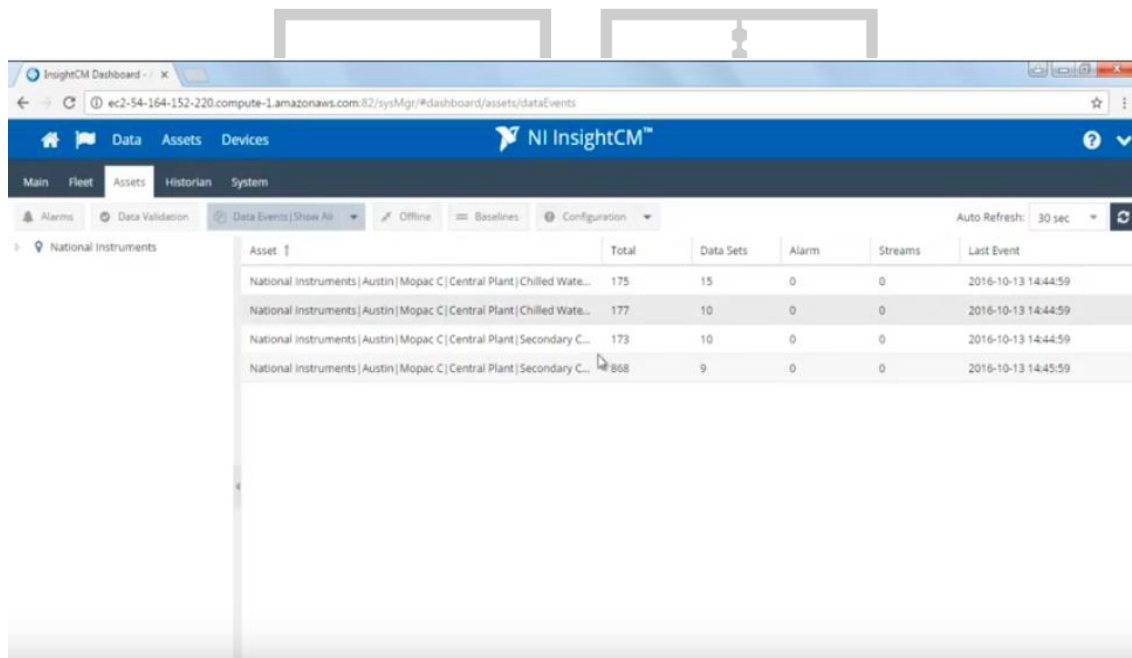 InsightCM Dashboard - /
ec2-54-164-152-220.compute-1.amazonaws.com:82/sysMgr/#dashboard/assets/dataEvents
Data Assets Devices NI InsightCM™
Main Fleet Assets Historian System
Alarms Data Validation Data Events | Show All Offline Baselines Configuration Auto Refresh: 30 sec
National Instruments
Asset Total Data Sets Alarm Streams Last Event
National Instruments|Austin|Mopac C|Central Plant|Chilled Wate... 175 15 0 0 2016-10-13 14:44:59
National Instruments|Austin|Mopac C|Central Plant|Chilled Wate... 177 10 0 0 2016-10-13 14:44:59
National Instruments|Austin|Mopac C|Central Plant|Secondary C... 173 10 0 0 2016-10-13 14:44:59
National Instruments|Austin|Mopac C|Central Plant|Secondary C... 868 9 0 0 2016-10-13 14:45:59